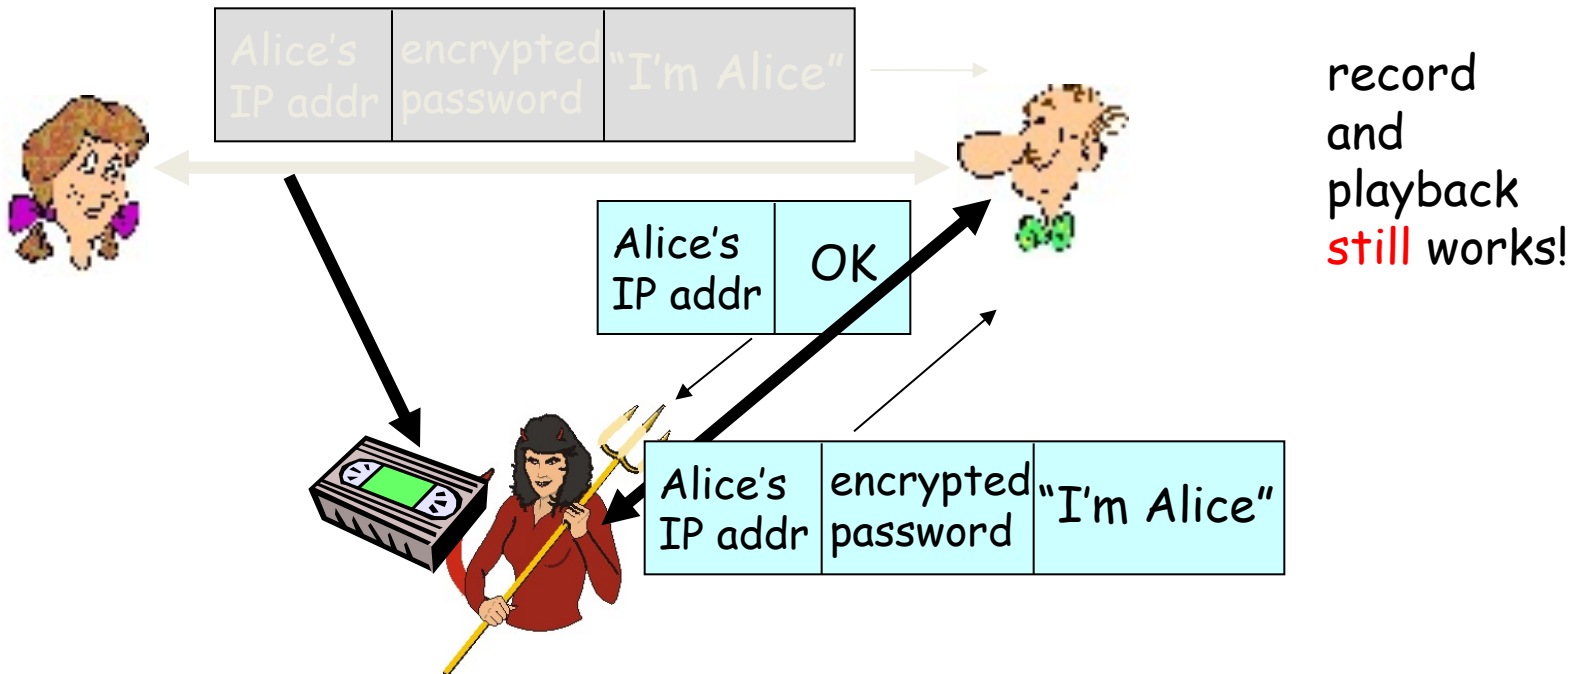 Alice’s
IP addr
encrypted
password
“I’m Alice”
record
and
playback
still works!
Alice’s
IP addr
OK
Alice’s
IP addr
encrypted
password
“I’m Alice”